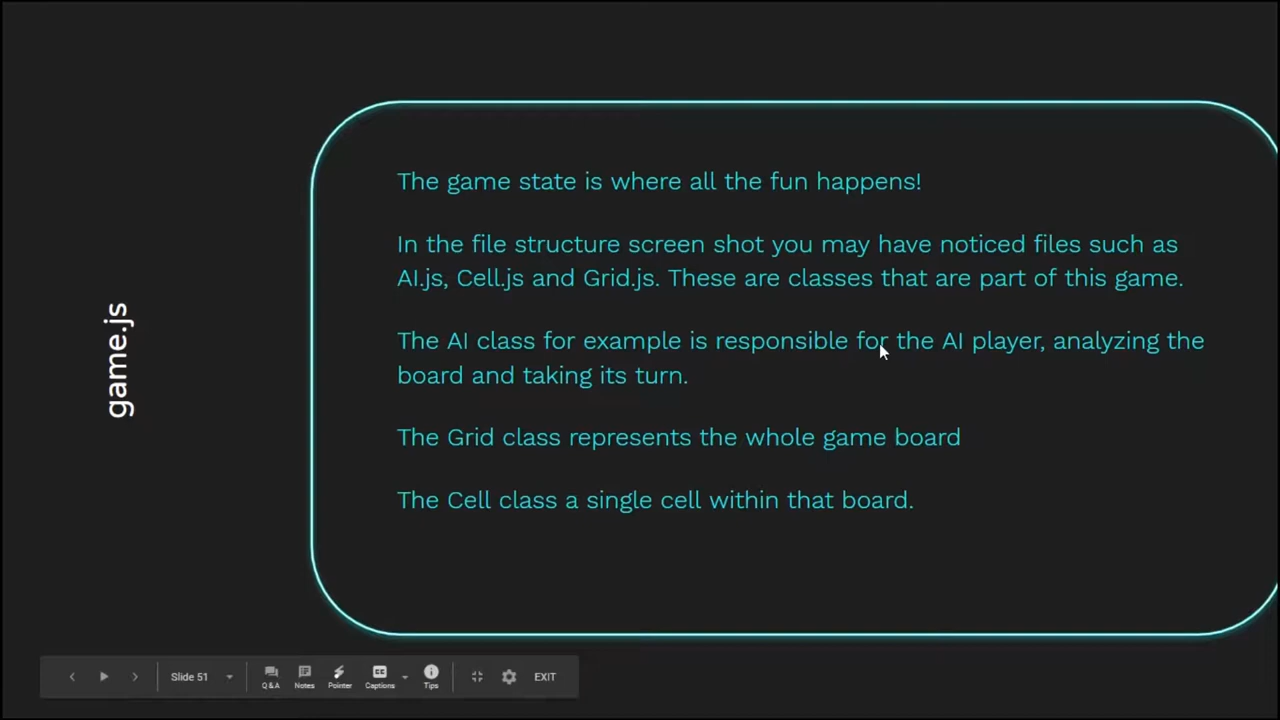 game.js
The game state is where all the fun happens!
In the file structure screen shot you may have noticed files such as
AI.js, Cell.js and Grid.js. These are classes that are part of this game.
The AI class for example is responsible for the AI player, analyzing the
board and taking its turn.
The Grid class represents the whole game board
The Cell class a single cell within that board.
Slide 51
Q&A
Notes
Pointer
Captions
Tips
EXIT